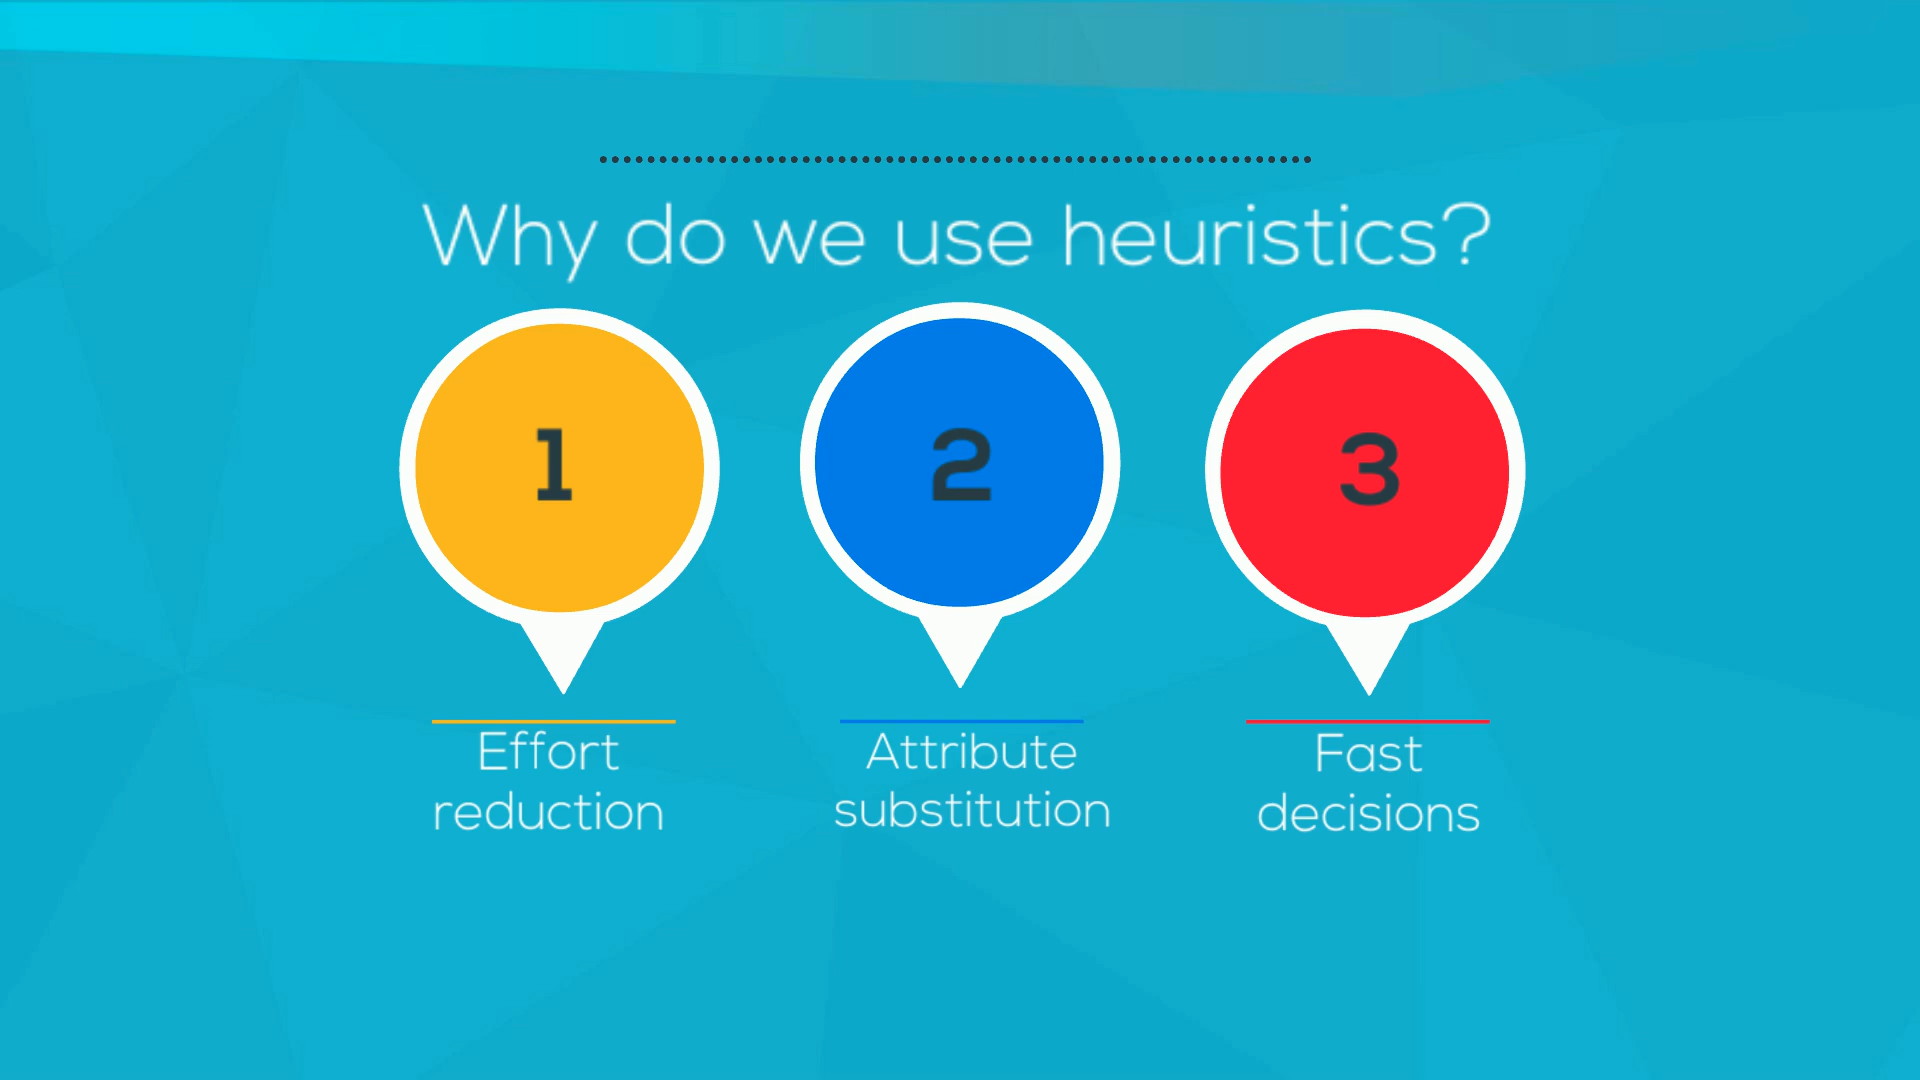 Why do we use heuristics?
1
2
3
Effort
reduction
Attribute
substitution
Fast
decisions